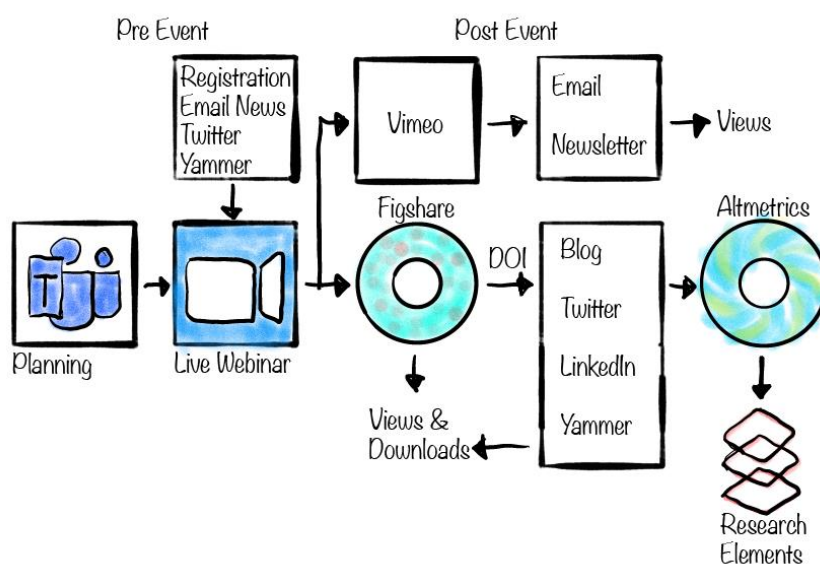 Pre Event
Post Event
Registration
Email News
Twitter
Yammer
Vimeo
Email
Newsletter
Views
Planning
T
Live Webinar
Figshare
DOI
Blog
Twitter
LinkedIn
Yammer
Altmetrics
Views &
Downloads
Research
Elements